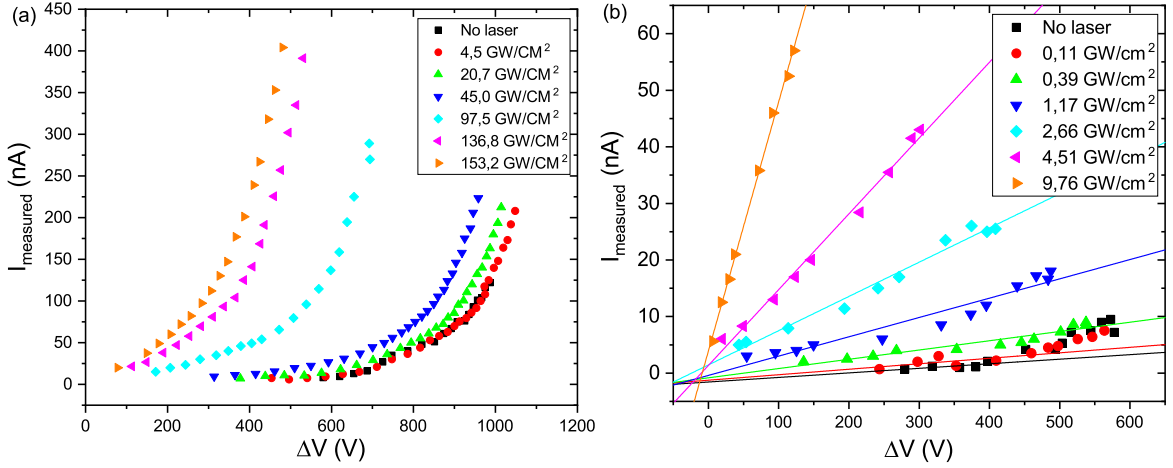 (a)
450
400
350
300
250
200
150
100
50
0
I measured (nA)
0 200 400 600 800 1000 1200
ΔV (V)
No laser
4,5 GW/CM²
20,7 GW/CM²
45,0 GW/CM²
97,5 GW/CM²
136,8 GW/CM²
153,2 GW/CM²
(b)
60
50
40
30
20
10
0
I measured (nA)
0 100 200 300 400 500 600
ΔV (V)
No laser
0,11 GW/cm²
0,39 GW/cm²
1,17 GW/cm²
2,66 GW/cm²
4,51 GW/cm²
9,76 GW/cm²